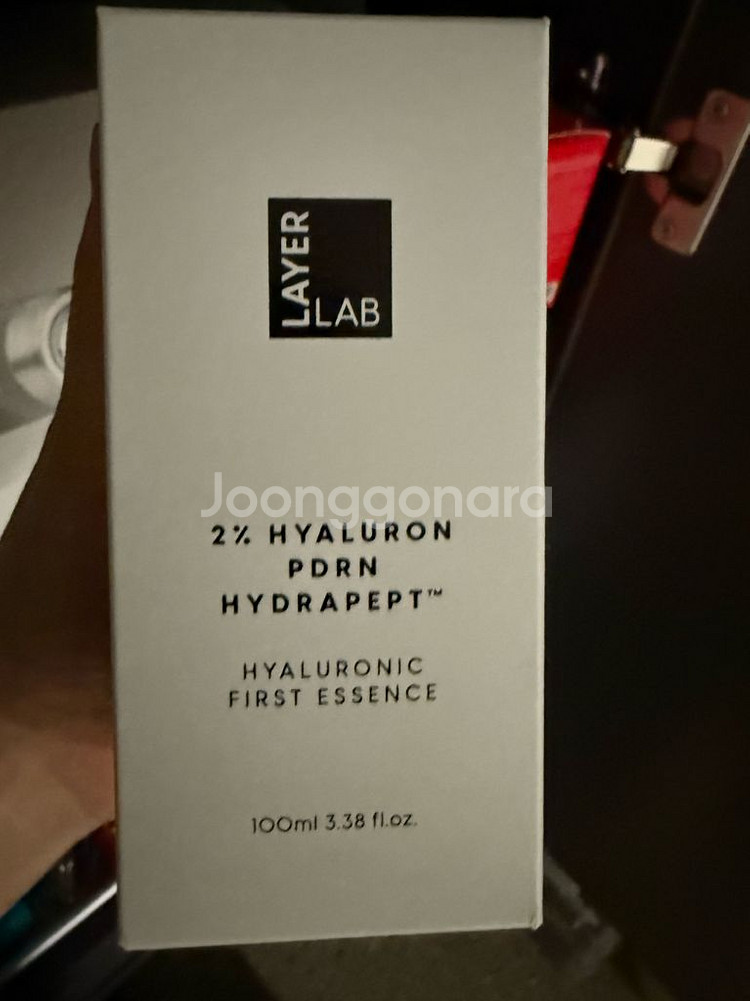 LAYER
LAB
Joonggonara
2% HYALURON
PDRN
HYDRAPEPT™
HYALURONIC
FIRST ESSENCE
100ml 3.38 fl.oz.